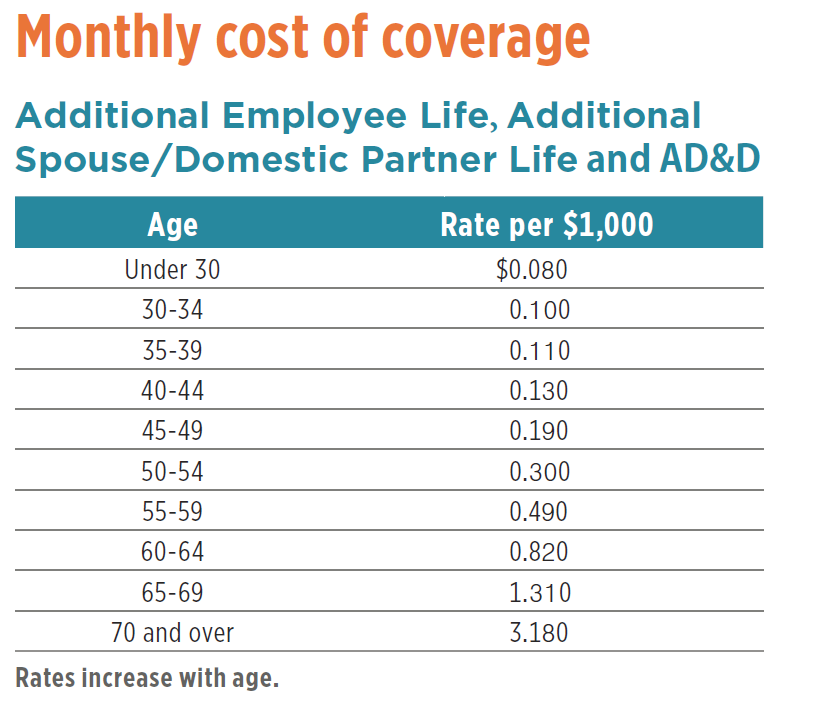 Monthly cost of coverage
Additional Employee Life, Additional
Spouse/Domestic Partner Life and AD&D
Age Rate per $1,000
Under 30 $0.080
30-34 0.100
35-39 0.110
40-44 0.130
45-49 0.190
50-54 0.300
55-59 0.490
60-64 0.820
65-69 1.310
70 and over 3.180
Rates increase with age.